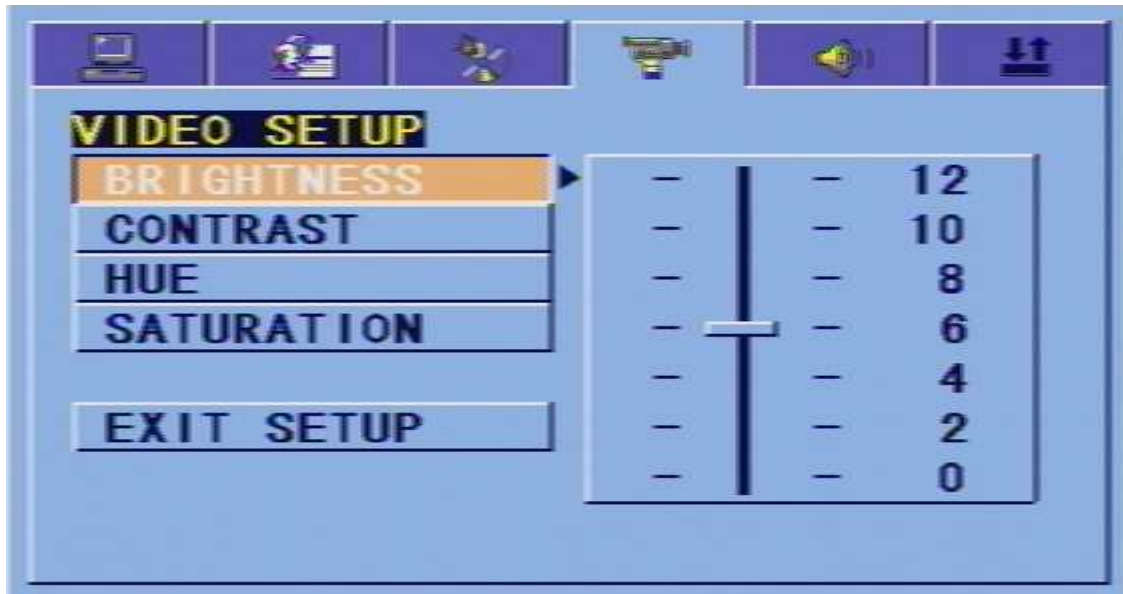 VIDEO SETUP
BRIGHTNESS
CONTRAST
HUE
SATURATION
EXIT SETUP
12
10
8
6
4
2
0